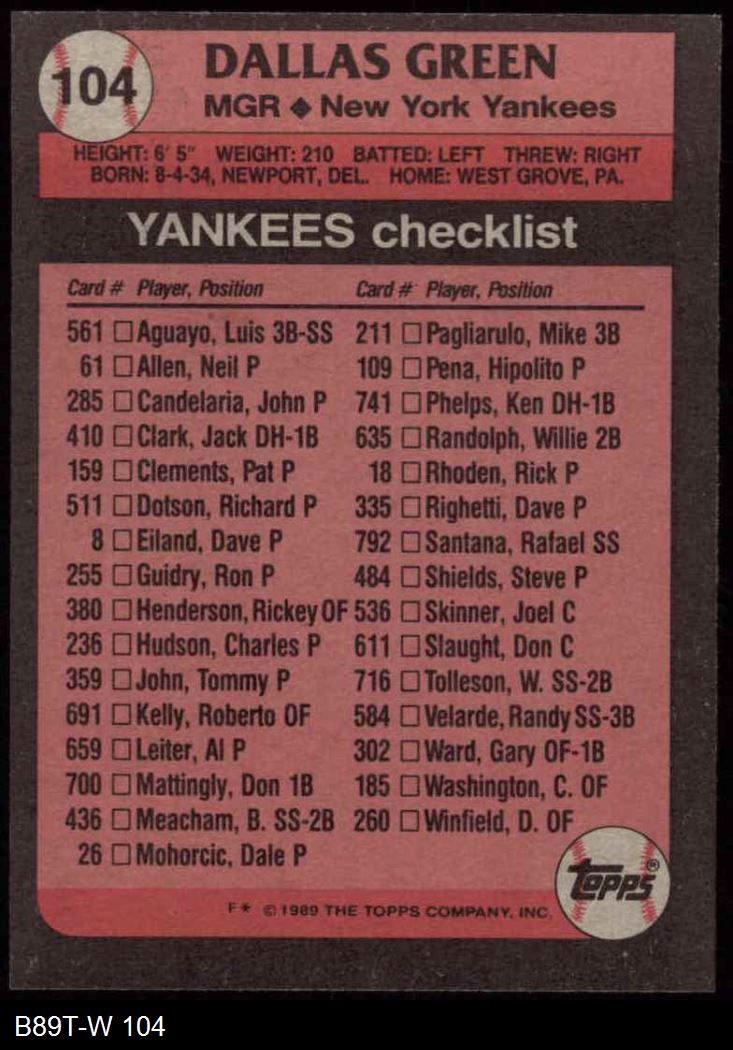 104
DALLAS GREEN
MGR ◆ New York Yankees
HEIGHT: 6' 5" WEIGHT: 210 BATTED: LEFT THREW: RIGHT
BORN: 8-4-34, NEWPORT, DEL. HOME: WEST GROVE, PA.
YANKEES checklist
Card # Player, Position Card # Player, Position
561 □ Aguayo, Luis 3B-SS 211 □ Pagliarulo, Mike 3B
61 □ Allen, Neil P 109 □ Pena, Hipolito P
285 □ Candelaria, John P 741 □ Phelps, Ken DH-1B
410 □ Clark, Jack DH-1B 635 □ Randolph, Willie 2B
159 □ Clements, Pat P 18 □ Rhoden, Rick P
511 □ Dotson, Richard P 335 □ Righetti, Dave P
8 □ Eiland, Dave P 792 □ Santana, Rafael SS
255 □ Guidry, Ron P 484 □ Shields, Steve P
380 □ Henderson, Rickey OF 536 □ Skinner, Joel C
236 □ Hudson, Charles P 611 □ Slaught, Don C
359 □ John, Tommy P 716 □ Tolleson, W. SS-2B
691 □ Kelly, Roberto OF 584 □ Velarde, Randy SS-3B
659 □ Leiter, Al P 302 □ Ward, Gary OF-1B
700 □ Mattingly, Don 1B 185 □ Washington, C. OF
436 □ Meacham, B. SS-2B 260 □ Winfield, D. OF
26 □ Mohorcic, Dale P
Topps®
F* © 1989 THE TOPPS COMPANY, INC.
B89T-W 104